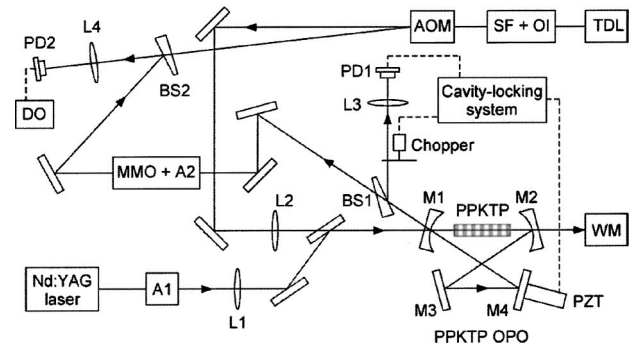 L4
PD2
AOM
SF + OI
TDL
BS2
PD1
DO
L3
Cavity-locking
system
Chopper
MMO + A2
BS1
M1
PPKTP
M2
L2
WM
Nd:YAG
laser
A1
L1
M3
M4
PZT
PPKTP OPO